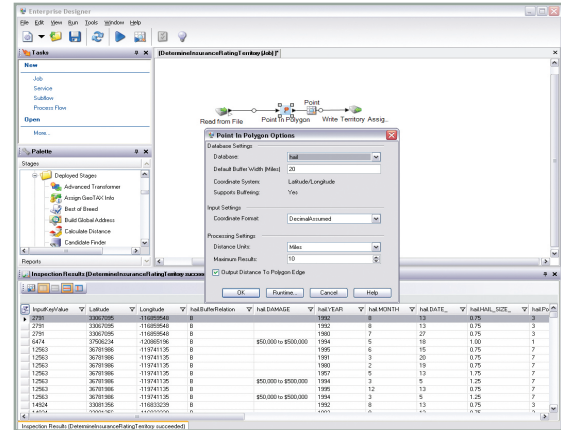 Enterprise Designer
File Edit View Run Tools Window Help
Tasks
New
Job
Service
Subflow
Process Flow
Open
More...
Palette
Stages
Deployed Stages
Advanced Transformer
Assign GeoTAX Info
Best of Breed
Build Global Address
Calculate Distance
Candidate Finder
Reports
[DetermineInsuranceRatingTerritory (Job) ]*
Read from File
Point In Polygon
Point
Write Territory Assig..
Point In Polygon Options
Database Settings
Database: hail
Default Buffer Width (Miles) 20
Coordinate System: Latitude/Longitude
Supports Buffering: Yes
Input Settings
Coordinate Format: DecimalAssumed
Processing Settings
Distance Units: Miles
Maximum Results: 10
Output Distance To Polygon Edge
OK Runtime... Cancel Help
Inspection Results (DetermineInsuranceRatingTerritory succee
InputKeyValue Latitude Longitude hail.BufferRelation hail.DAMAGE hail.YEAR hail.MONTH hail.DATE_ hail.HAIL_SIZE_ hail.Po
2791 33067095 -116859548 B 1992 8 13 0.75 3
2791 33067095 -116859548 B 1992 8 13 0.75 3
2791 33067095 -116859548 B 1980 7 27 0.75 3
6474 37906234 -120865196 B $50,000 to $500,000 1994 5 18 1.00 1
12563 36781986 -119741135 B 1995 6 15 0.75 7
12563 36781986 -119741135 B 1991 3 20 0.75 7
12563 36781986 -119741135 B 1980 2 19 0.75 7
12563 36781986 -119741135 B 1957 5 13 1.75 7
12563 36781986 -119741135 B $50,000 to $500,000 1994 3 5 1.25 7
12563 36781986 -119741135 B 1995 12 13 0.75 7
12563 36781986 -119741135 B $50,000 to $500,000 1994 3 5 1.25 7
14924 33081356 -116833239 B 1992 8 13 0.75 3
Inspection Results (DetermineInsuranceRatingTerritory succeeded)